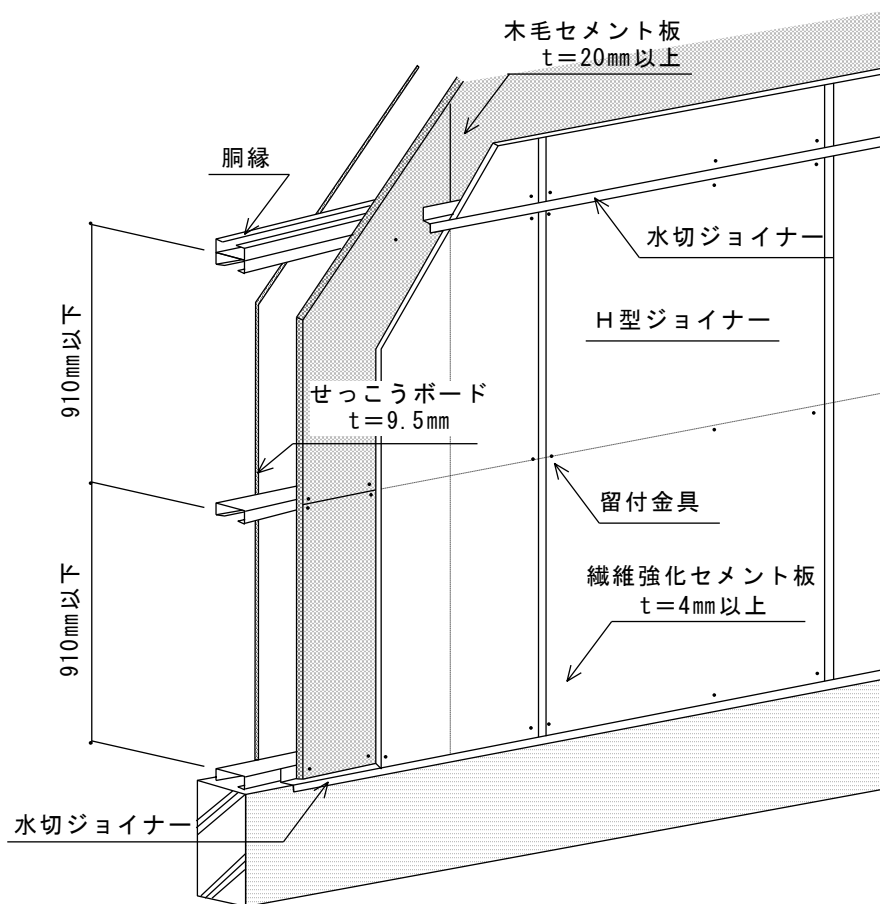 木毛セメント板
t＝20mm以上
胴縁
水切ジョイナー
H型ジョイナー
910mm以下
せっこうボード
t＝9.5mm
留付金具
繊維強化セメント板
t＝4mm以上
910mm以下
水切ジョイナー